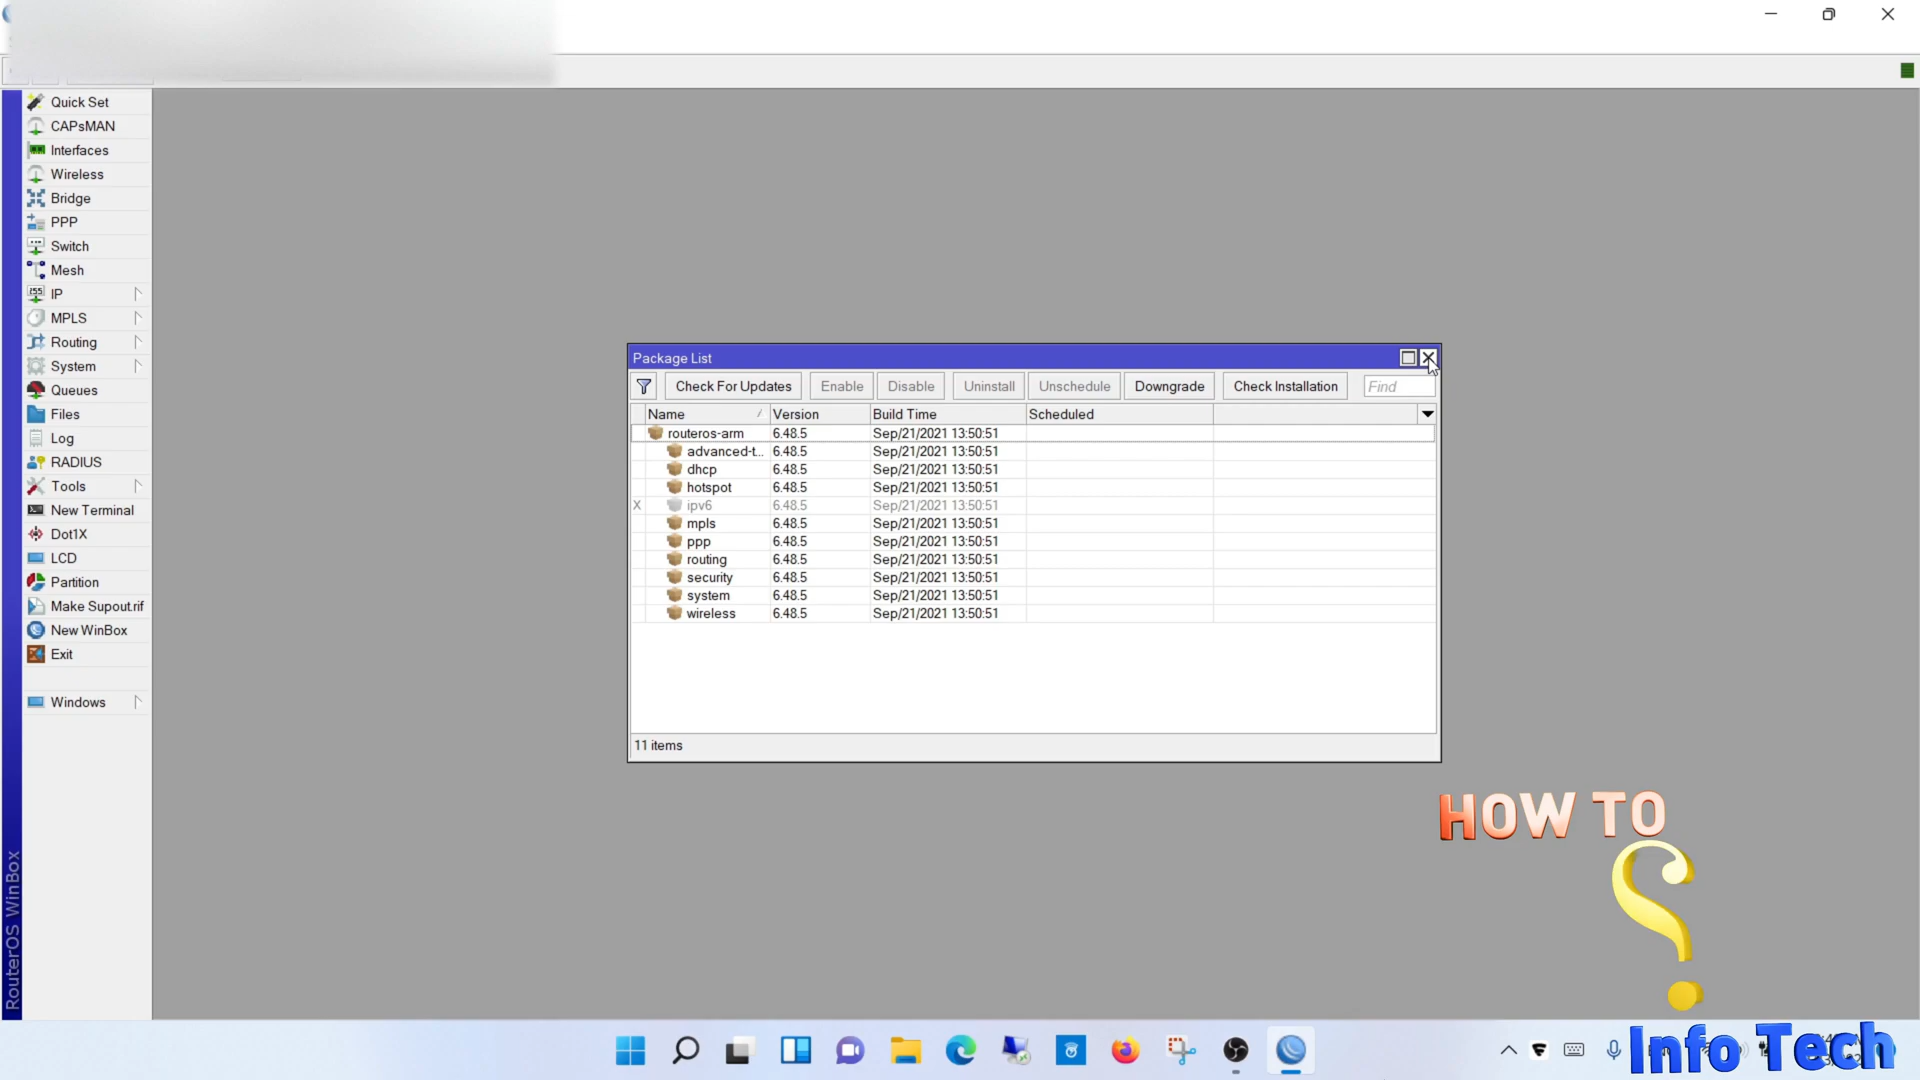 Quick Set
CAPsMAN
Interfaces
Wireless
Bridge
PPP
Switch
Mesh
IP
MPLS
Routing
System
Queues
Files
Log
RADIUS
Tools
New Terminal
Dot1X
LCD
Partition
Make Supout.rif
New WinBox
Exit
Windows
RouterOS WinBox
Package List
Check For Updates Enable Disable Uninstall Unschedule Downgrade Check Installation Find
Name Version Build Time Scheduled
routeros-arm 6.48.5 Sep/21/2021 13:50:51
advanced-t... 6.48.5 Sep/21/2021 13:50:51
dhcp 6.48.5 Sep/21/2021 13:50:51
hotspot 6.48.5 Sep/21/2021 13:50:51
X ipv6 6.48.5 Sep/21/2021 13:50:51
mpls 6.48.5 Sep/21/2021 13:50:51
ppp 6.48.5 Sep/21/2021 13:50:51
routing 6.48.5 Sep/21/2021 13:50:51
security 6.48.5 Sep/21/2021 13:50:51
system 6.48.5 Sep/21/2021 13:50:51
wireless 6.48.5 Sep/21/2021 13:50:51
11 items
HOW TO
?
Info Tech